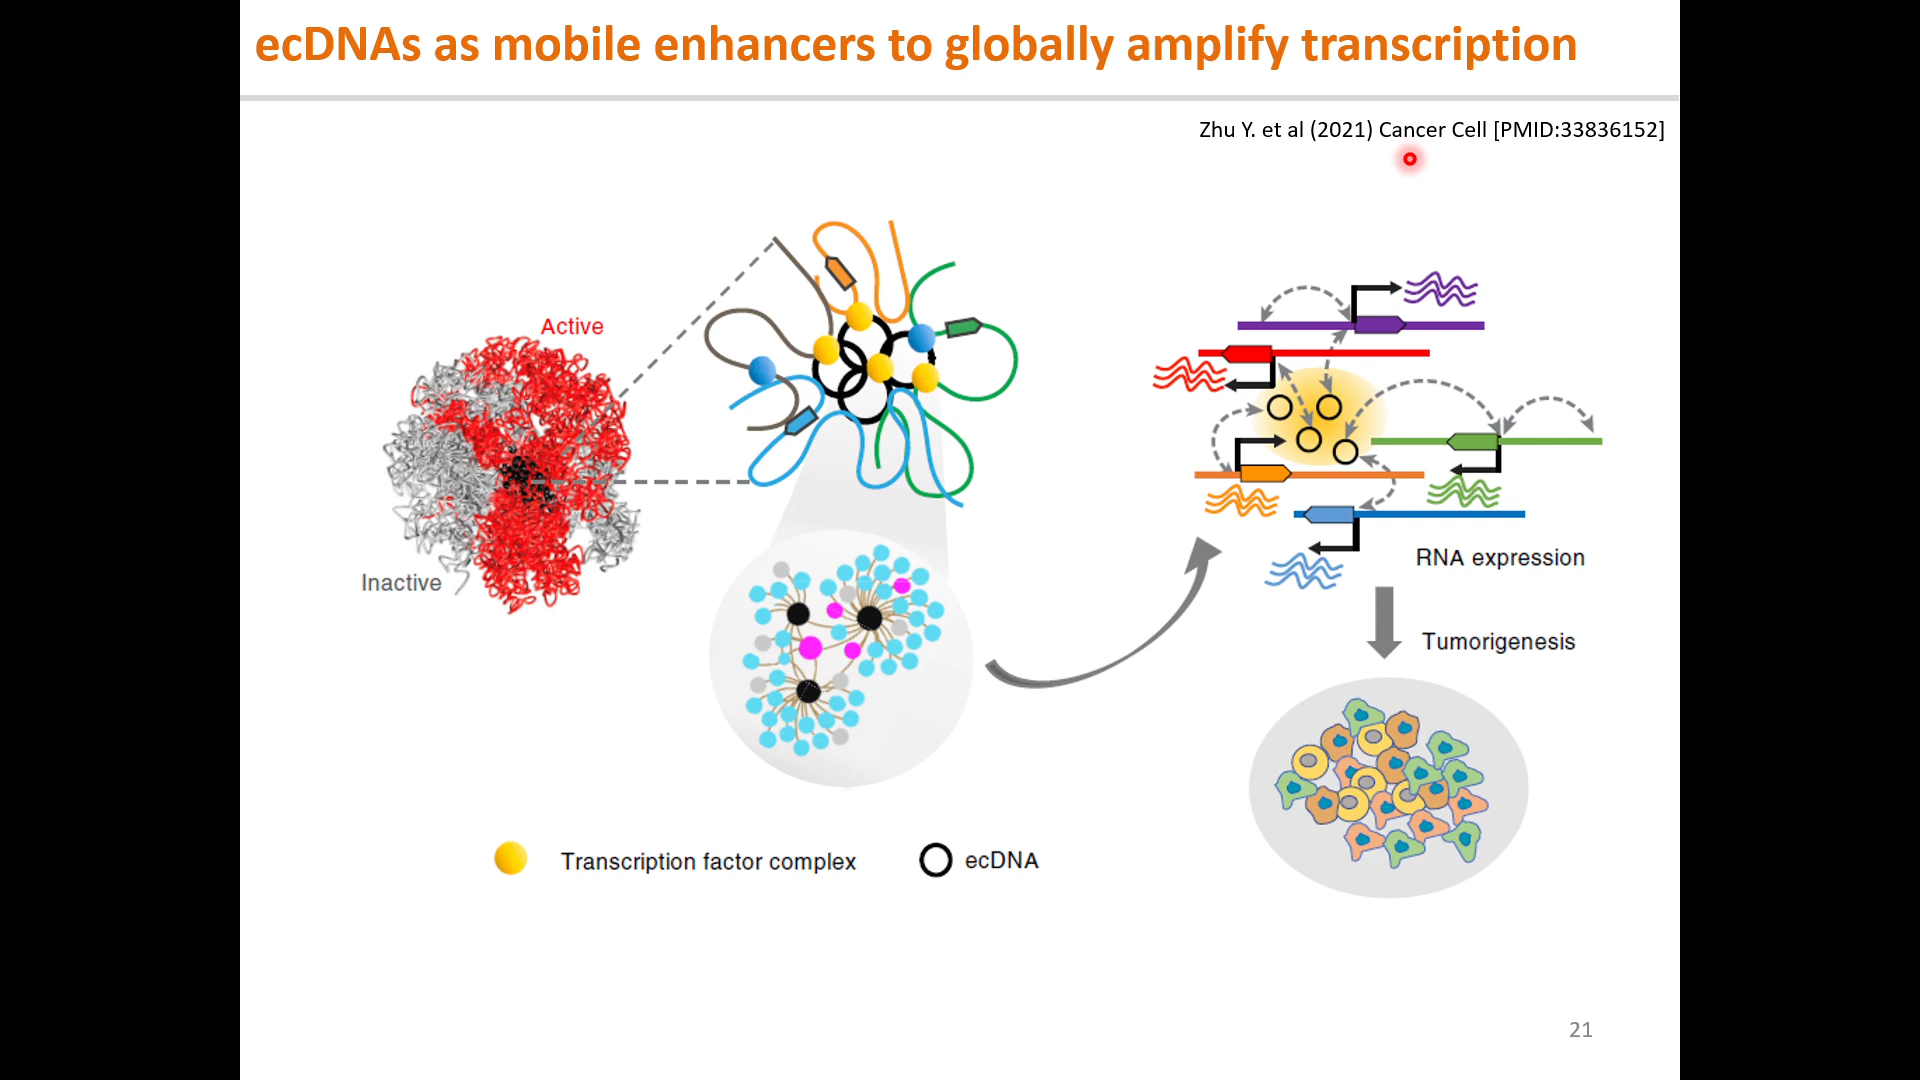 ecDNAs as mobile enhancers to globally amplify transcription
Zhu Y. et al (2021) Cancer Cell [PMID:33836152]
Active
Inactive
RNA expression
Tumorigenesis
Transcription factor complex
ecDNA
21